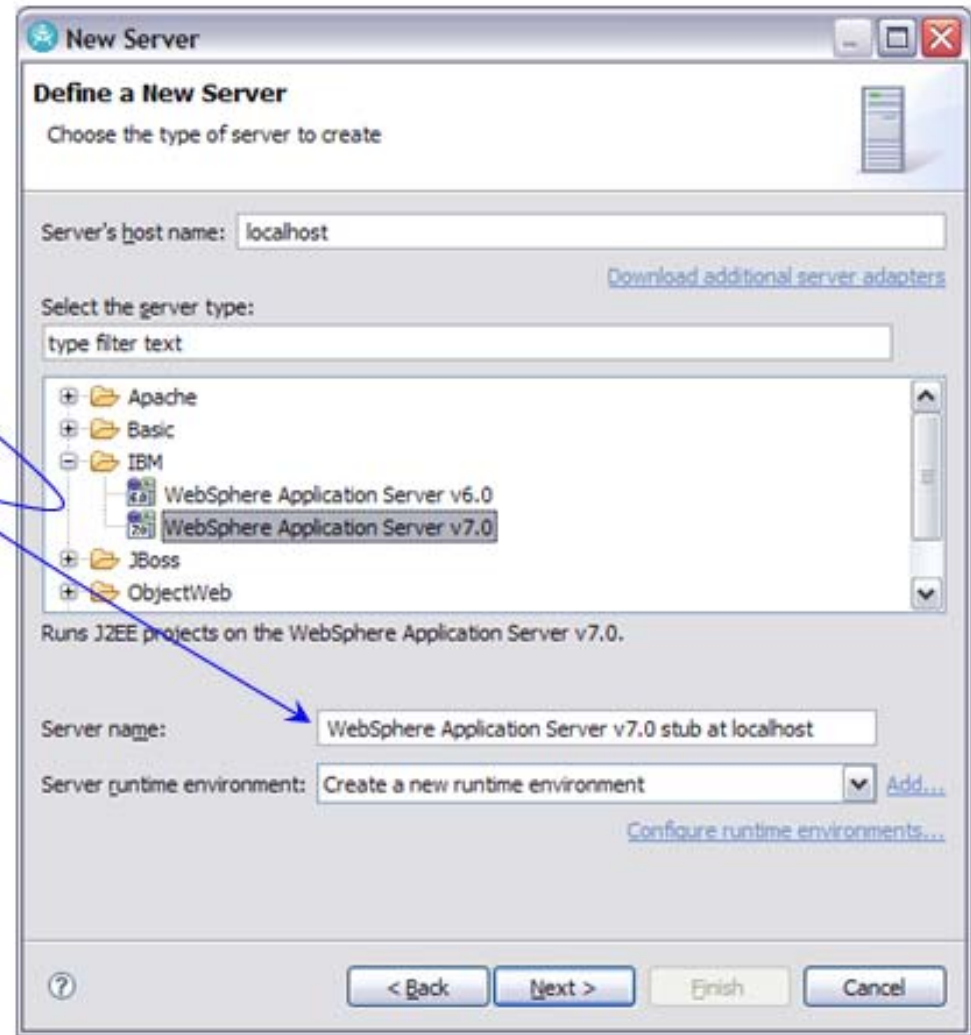 New Server
Define a New Server
Choose the type of server to create
Server's host name: localhost
Download additional server adapters
Select the server type:
type filter text
Apache
Basic
IBM
WebSphere Application Server v6.0
WebSphere Application Server v7.0
JBoss
ObjectWeb
Runs J2EE projects on the WebSphere Application Server v7.0.
Server name: WebSphere Application Server v7.0 stub at localhost
Server runtime environment: Create a new runtime environment Add...
Configure runtime environments...
? < Back Next > Finish Cancel